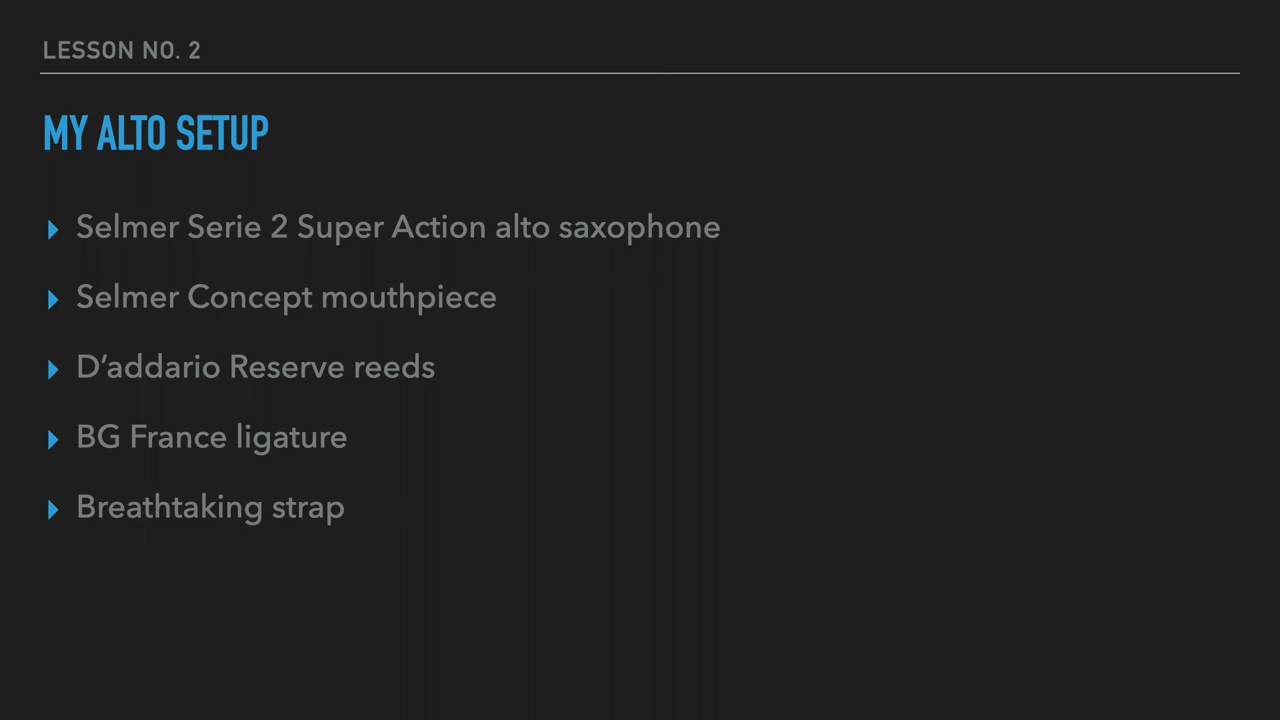 LESSON NO. 2
MY ALTO SETUP
Selmer Serie 2 Super Action alto saxophone
Selmer Concept mouthpiece
D’addario Reserve reeds
BG France ligature
Breathtaking strap